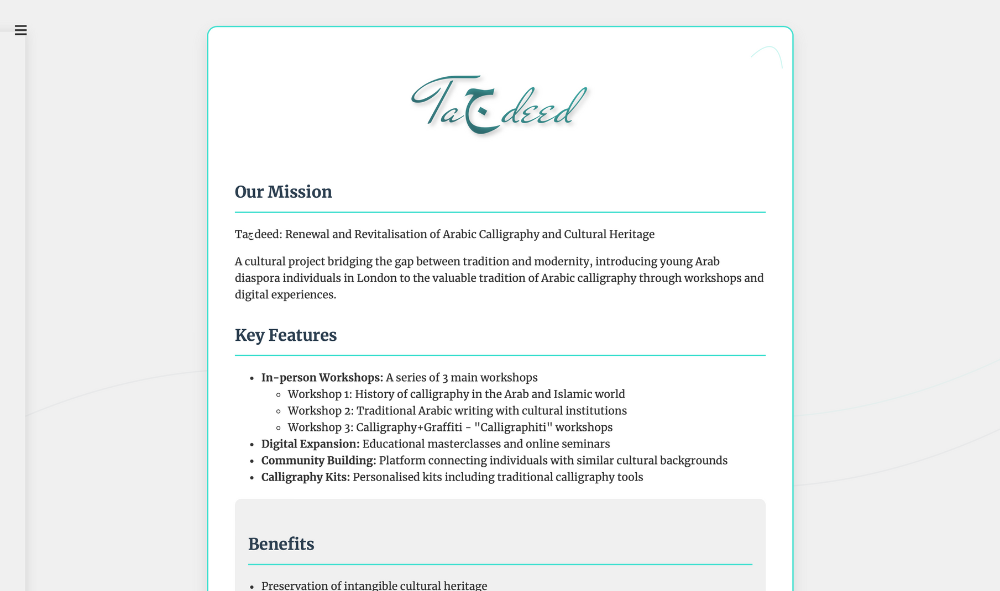 Taجdeed
Our Mission
Taجdeed: Renewal and Revitalisation of Arabic Calligraphy and Cultural Heritage
A cultural project bridging the gap between tradition and modernity, introducing young Arab
diaspora individuals in London to the valuable tradition of Arabic calligraphy through workshops and
digital experiences.
Key Features
• In-person Workshops: A series of 3 main workshops
◦ Workshop 1: History of calligraphy in the Arab and Islamic world
◦ Workshop 2: Traditional Arabic writing with cultural institutions
◦ Workshop 3: Calligraphy+Graffiti - "Calligraphiti" workshops
• Digital Expansion: Educational masterclasses and online seminars
• Community Building: Platform connecting individuals with similar cultural backgrounds
• Calligraphy Kits: Personalised kits including traditional calligraphy tools
Benefits
• Preservation of intangible cultural heritage